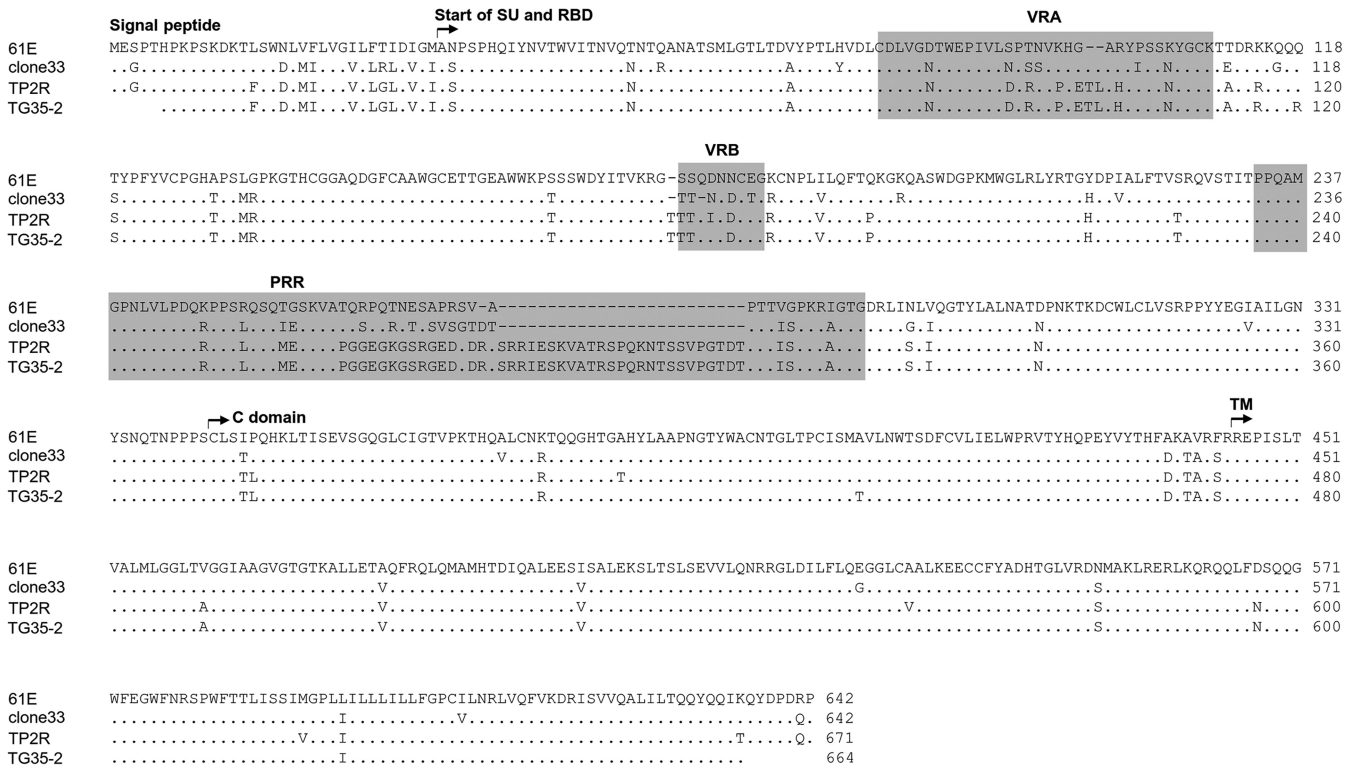 Signal peptide
Start of SU and RBD
VRA
61E MESPTHPKPSKDKTLSWNLVFLVGILFTIDIGMANPSPHQIYNVTWVITNVQTNTQANATSMLGTLTDVYPTLHVDLCDLVGDTWEPIVLSPTNVKHG--ARYPSSKYGCKTTDRKKQQQ 118
clone33 ..G..............D.MI...V.LRL.V.I.S.................N..R............A....Y........N.......N.SS.........I..N.....E....Q.. 118
TP2R ..G...........F..D.MI...V.LGL.V.I.S.................N...............A.............N.......D.R..P.ETL.H....N.....A..R.... 120
TG35-2 .........F..D.MI...V.LGL.V.I.S.................N...............A.............N.......D.R..P.ETL.H....N.....A..R...R 120
VRB
61E TYPFYVCPGHAPSLGPKGTHCGGAQDGFCAAWGCETTGEAWWKPSSSWDYITVKRG-SSQDNNCEGKCNPLILQFTQKGKQASWDGPKMWGLRLYRTGYDPIALFTVSRQVSTITPPQAM 237
clone33 S.........T..MR.............................T...........-TT-N.D.T.R....V.......R..................H..V.................. 236
TP2R S.........T..MR.............................T...........TTT.I.D...R....V....Q.....................H........S............ 240
TG35-2 S.........T..MR.............................T...........TTT...D...R....V....Q.....................H........S............ 240
PRR
61E GPNLVLPDQKPPSRQSQTGSKVATQRPQTNESAPRSV-A-------------------------PTTVGPKRIGTGDRLINLVQGTYLALNATDPNKTKDCWLCLVSRPPYYEGIAILGN 331
clone33 .........R...L...IE......S..R.T.SVSGTDT-------------------------...IS...A.......G.I..........N....................V..... 331
TP2R .........R...L...ME....PGGEGKGSRGED.DR.SRRIESKVATRSPQKNTSSVPGTDT...IS...A.......S.I..........N.......................... 360
TG35-2 .........R...L...ME....PGGEGKGSRGED.DR.SRRIESKVATRSPQKNTSSVPGTDT...IS...A.......S.I..........N.......................... 360
C domain
TM
61E YSNQTNPPPSCLSIPQHKLTISEVSGQGLCIGTVPKTHQALCNKTQQGHTGAHYLAAPNGTYWACNTGLTPCISMAVLNWTSDFCVLIELWPRVTYHQPEYVYTHFAKAVRFRREPISLT 451
clone33 .............T.........................V...R..............................................................D.TA.S........ 451
TP2R .............TL............................R.......T......................................................D.TA.S........ 480
TG35-2 .............TL............................R...............................T..............................D.TA.S........ 480
61E VALMLGGLTVGGIAAGVGTGTKALLETAQFRQLQMAMHTDIQALEESISALEKSLTSLSEVVLQNRRGLDILFLQEGGLCAALKEECCFYADHTGLVRDNMAKLRERLKQRQQLFDSQQG 571
clone33 ...........................V...................V...........................G.......................S.................... 571
TP2R .........A.................V...................V................................V..................S...............N.... 600
TG35-2 .........A.................V...................V...................................................S...............N.... 600
61E WFEGWFNRSPWFTTLISSIMGPLLILLLILLFGPCILNRLVQFVKDRISVVQALILTQQYQQIKQYDPDRP 642
clone33 .......................I...........V.................................Q. 642
TP2R ...................V...I.......................................T.....Q. 671
TG35-2 .......................I........................................ 664